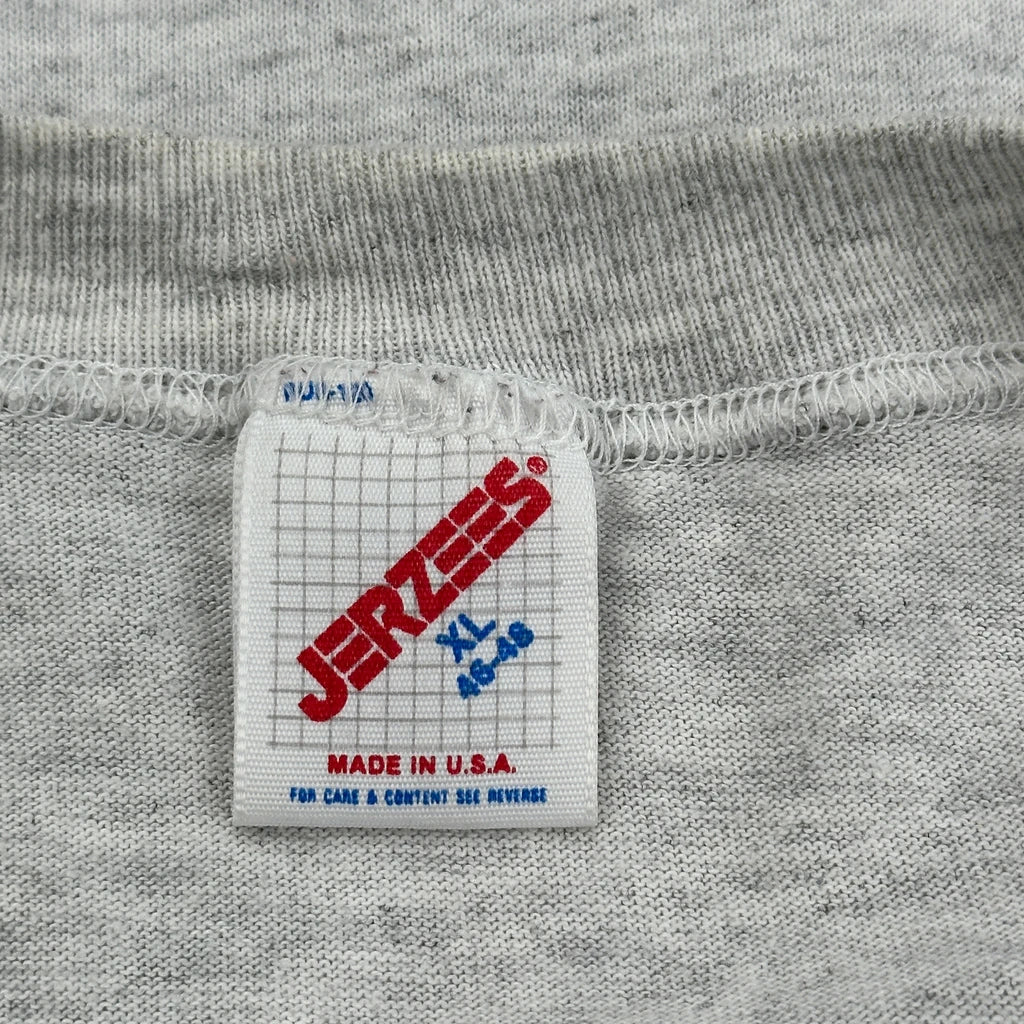 JERZEES®
XL
46-48
MADE IN U.S.A.
FOR CARE & CONTENT SEE REVERSE